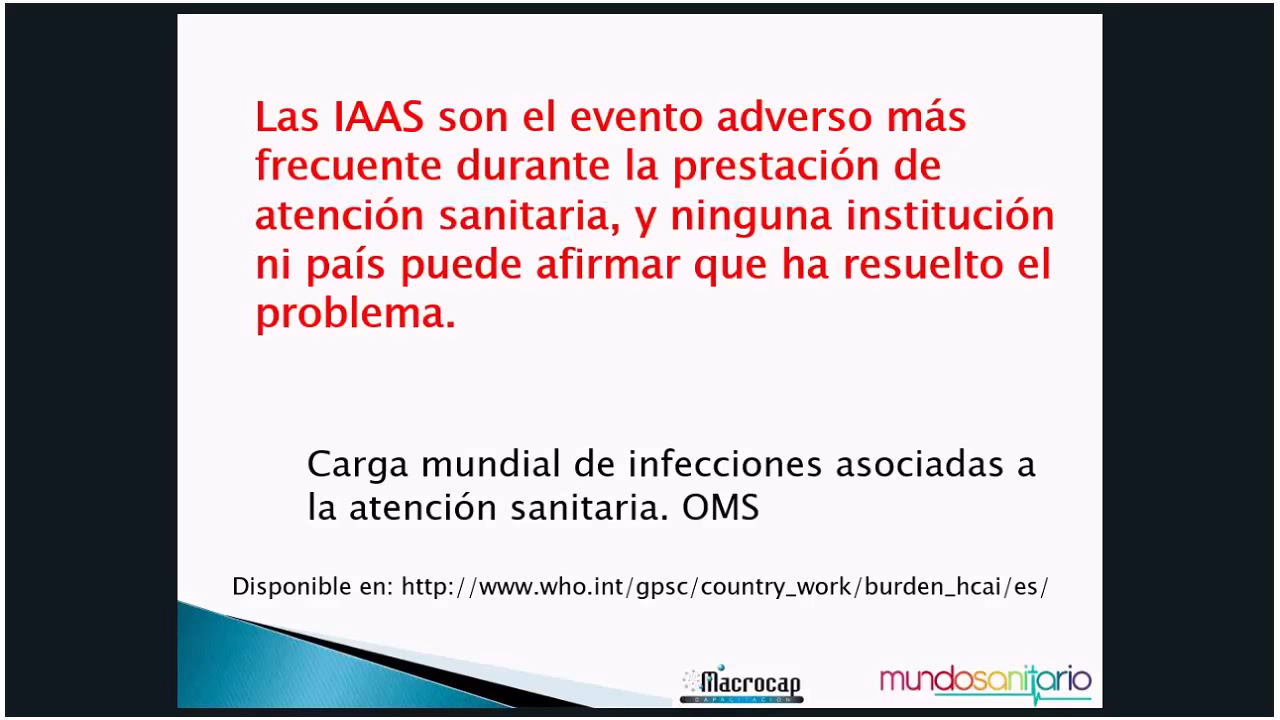 Las IAAS son el evento adverso más
frecuente durante la prestación de
atención sanitaria, y ninguna institución
ni país puede afirmar que ha resuelto el
problema.
Carga mundial de infecciones asociadas a
la atención sanitaria. OMS
Disponible en: http://www.who.int/gpsc/country_work/burden_hcai/es/
Macrocap
CAPACITACIÓN
mundosanitario